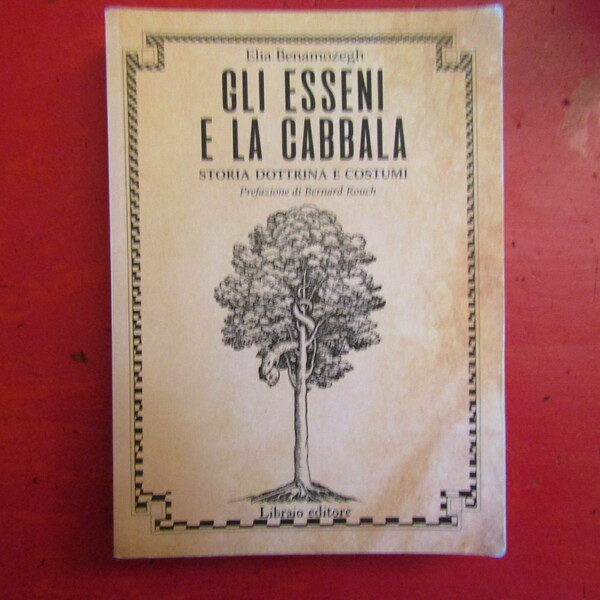 Elia Benamozegh
GLI ESSENI
E LA CABBALA
STORIA DOTTRINA E COSTUMI
Prefazione di Bernard Rouch
Libraio editore